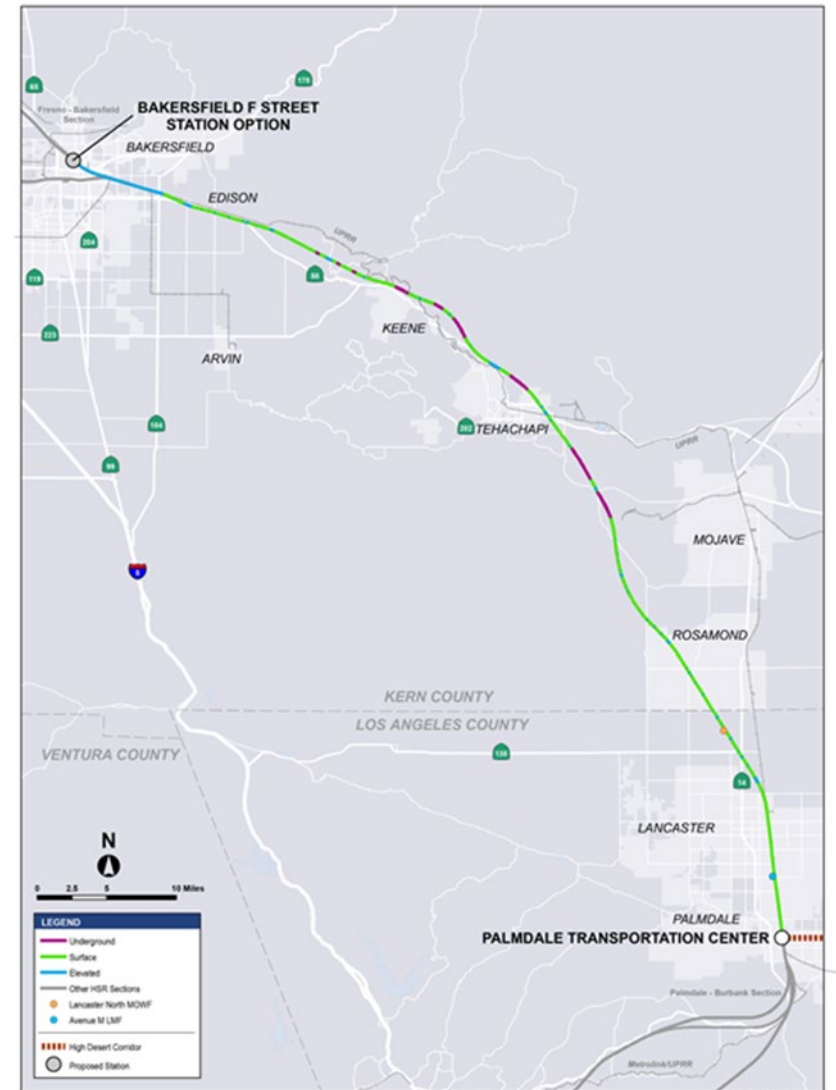 65
178
Fresno - Bakersfield
Section
BAKERSFIELD F STREET
STATION OPTION
BAKERSFIELD
EDISON
UPRR
204
119
223
KEENE
ARVIN
TEHACHAPI
202
UPRR
99
MOJAVE
5
ROSAMOND
KERN COUNTY
LOS ANGELES COUNTY
VENTURA COUNTY
138
14
LANCASTER
N
0 2.5 5 10 Miles
PALMDALE
PALMDALE TRANSPORTATION CENTER
LEGEND
Underground
Surface
Elevated
Other HSR Sections
Lancaster North MOWF
Avenue M LMF
High Desert Corridor
Proposed Station
Palmdale - Burbank Section
Metrolink/UPRR